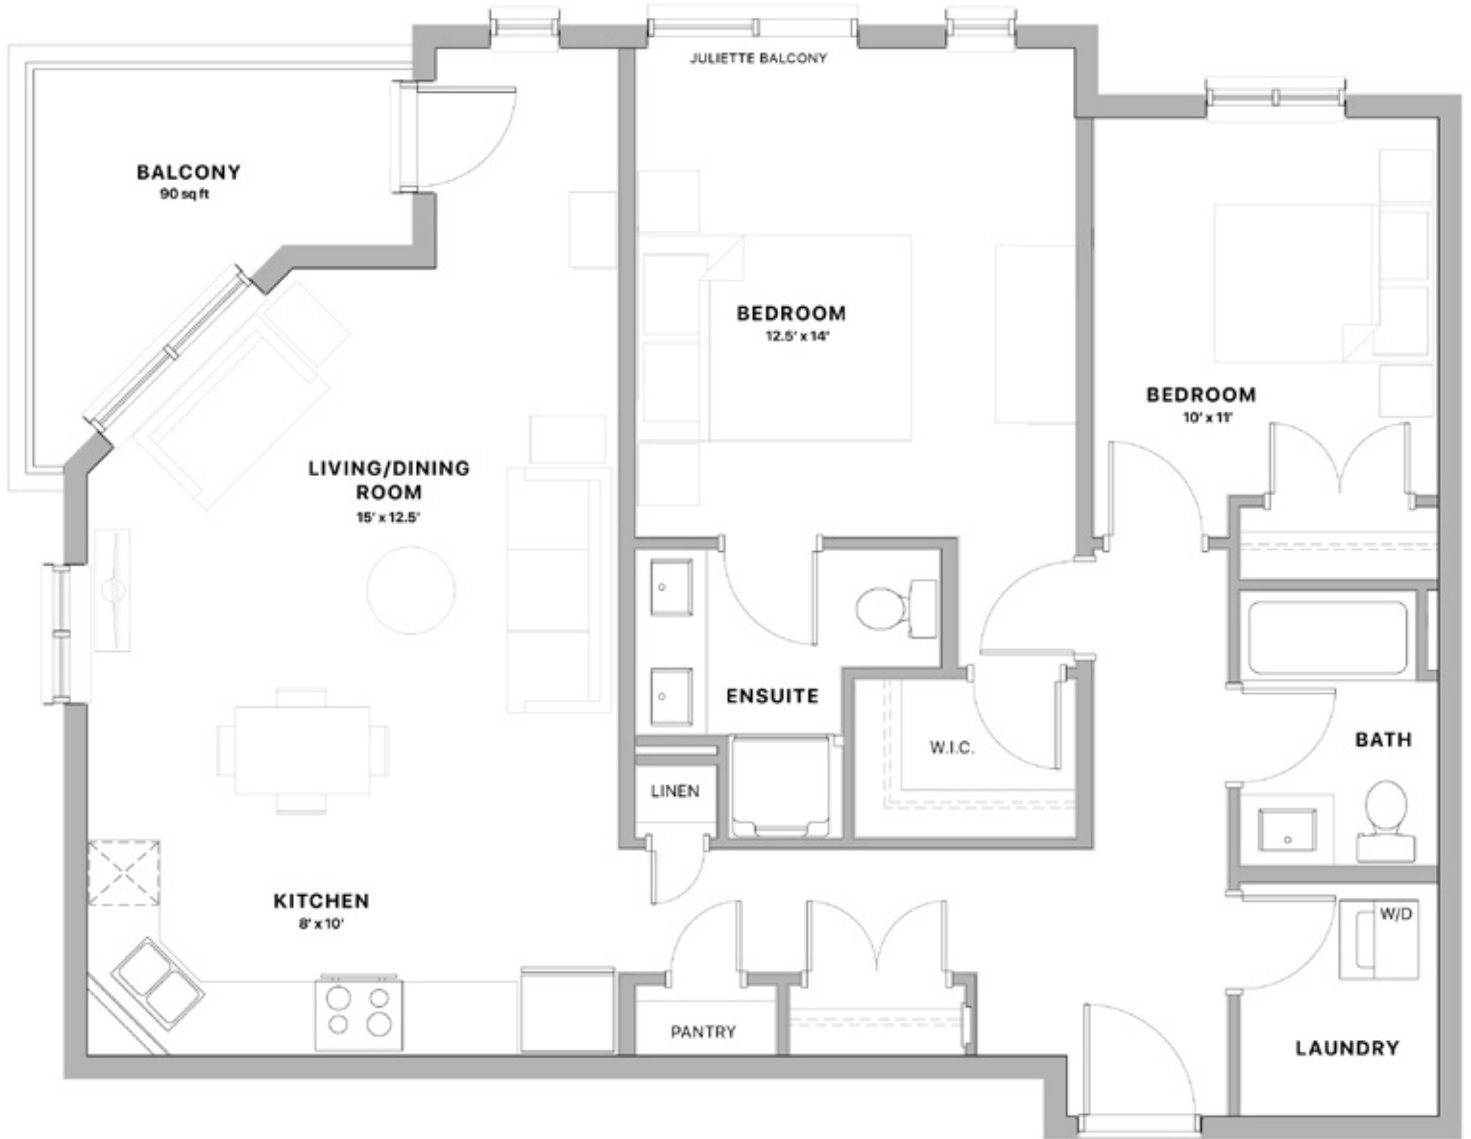 JULIETTE BALCONY
BALCONY
90 sq ft
BEDROOM
12.5' x 14'
BEDROOM
10' x 11'
LIVING/DINING
ROOM
15' x 12.5'
ENSUITE
W.I.C.
BATH
LINEN
KITCHEN
8' x 10'
W/D
PANTRY
LAUNDRY